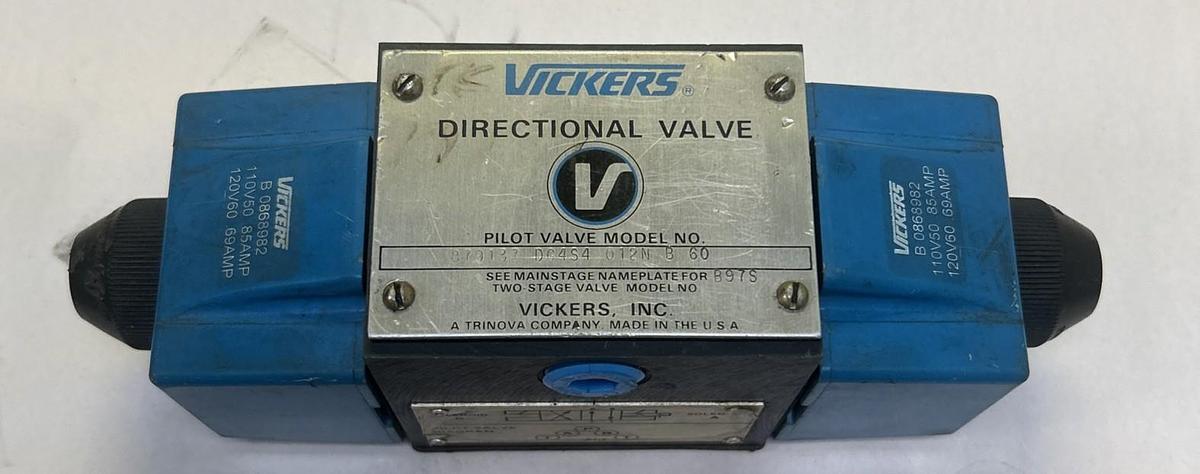 VICKERS®
DIRECTIONAL VALVE
V
PILOT VALVE MODEL NO.
DG4S4 012N B 60
SEE MAINSTAGE NAMEPLATE FOR B97S
TWO-STAGE VALVE MODEL NO
VICKERS, INC.
A TRINOVA COMPANY MADE IN THE U S A
VICKERS
B 0868982
110V50 85AMP
120V60 69AMP
VICKERS
B 0868982
110V50 85AMP
120V60 69AMP